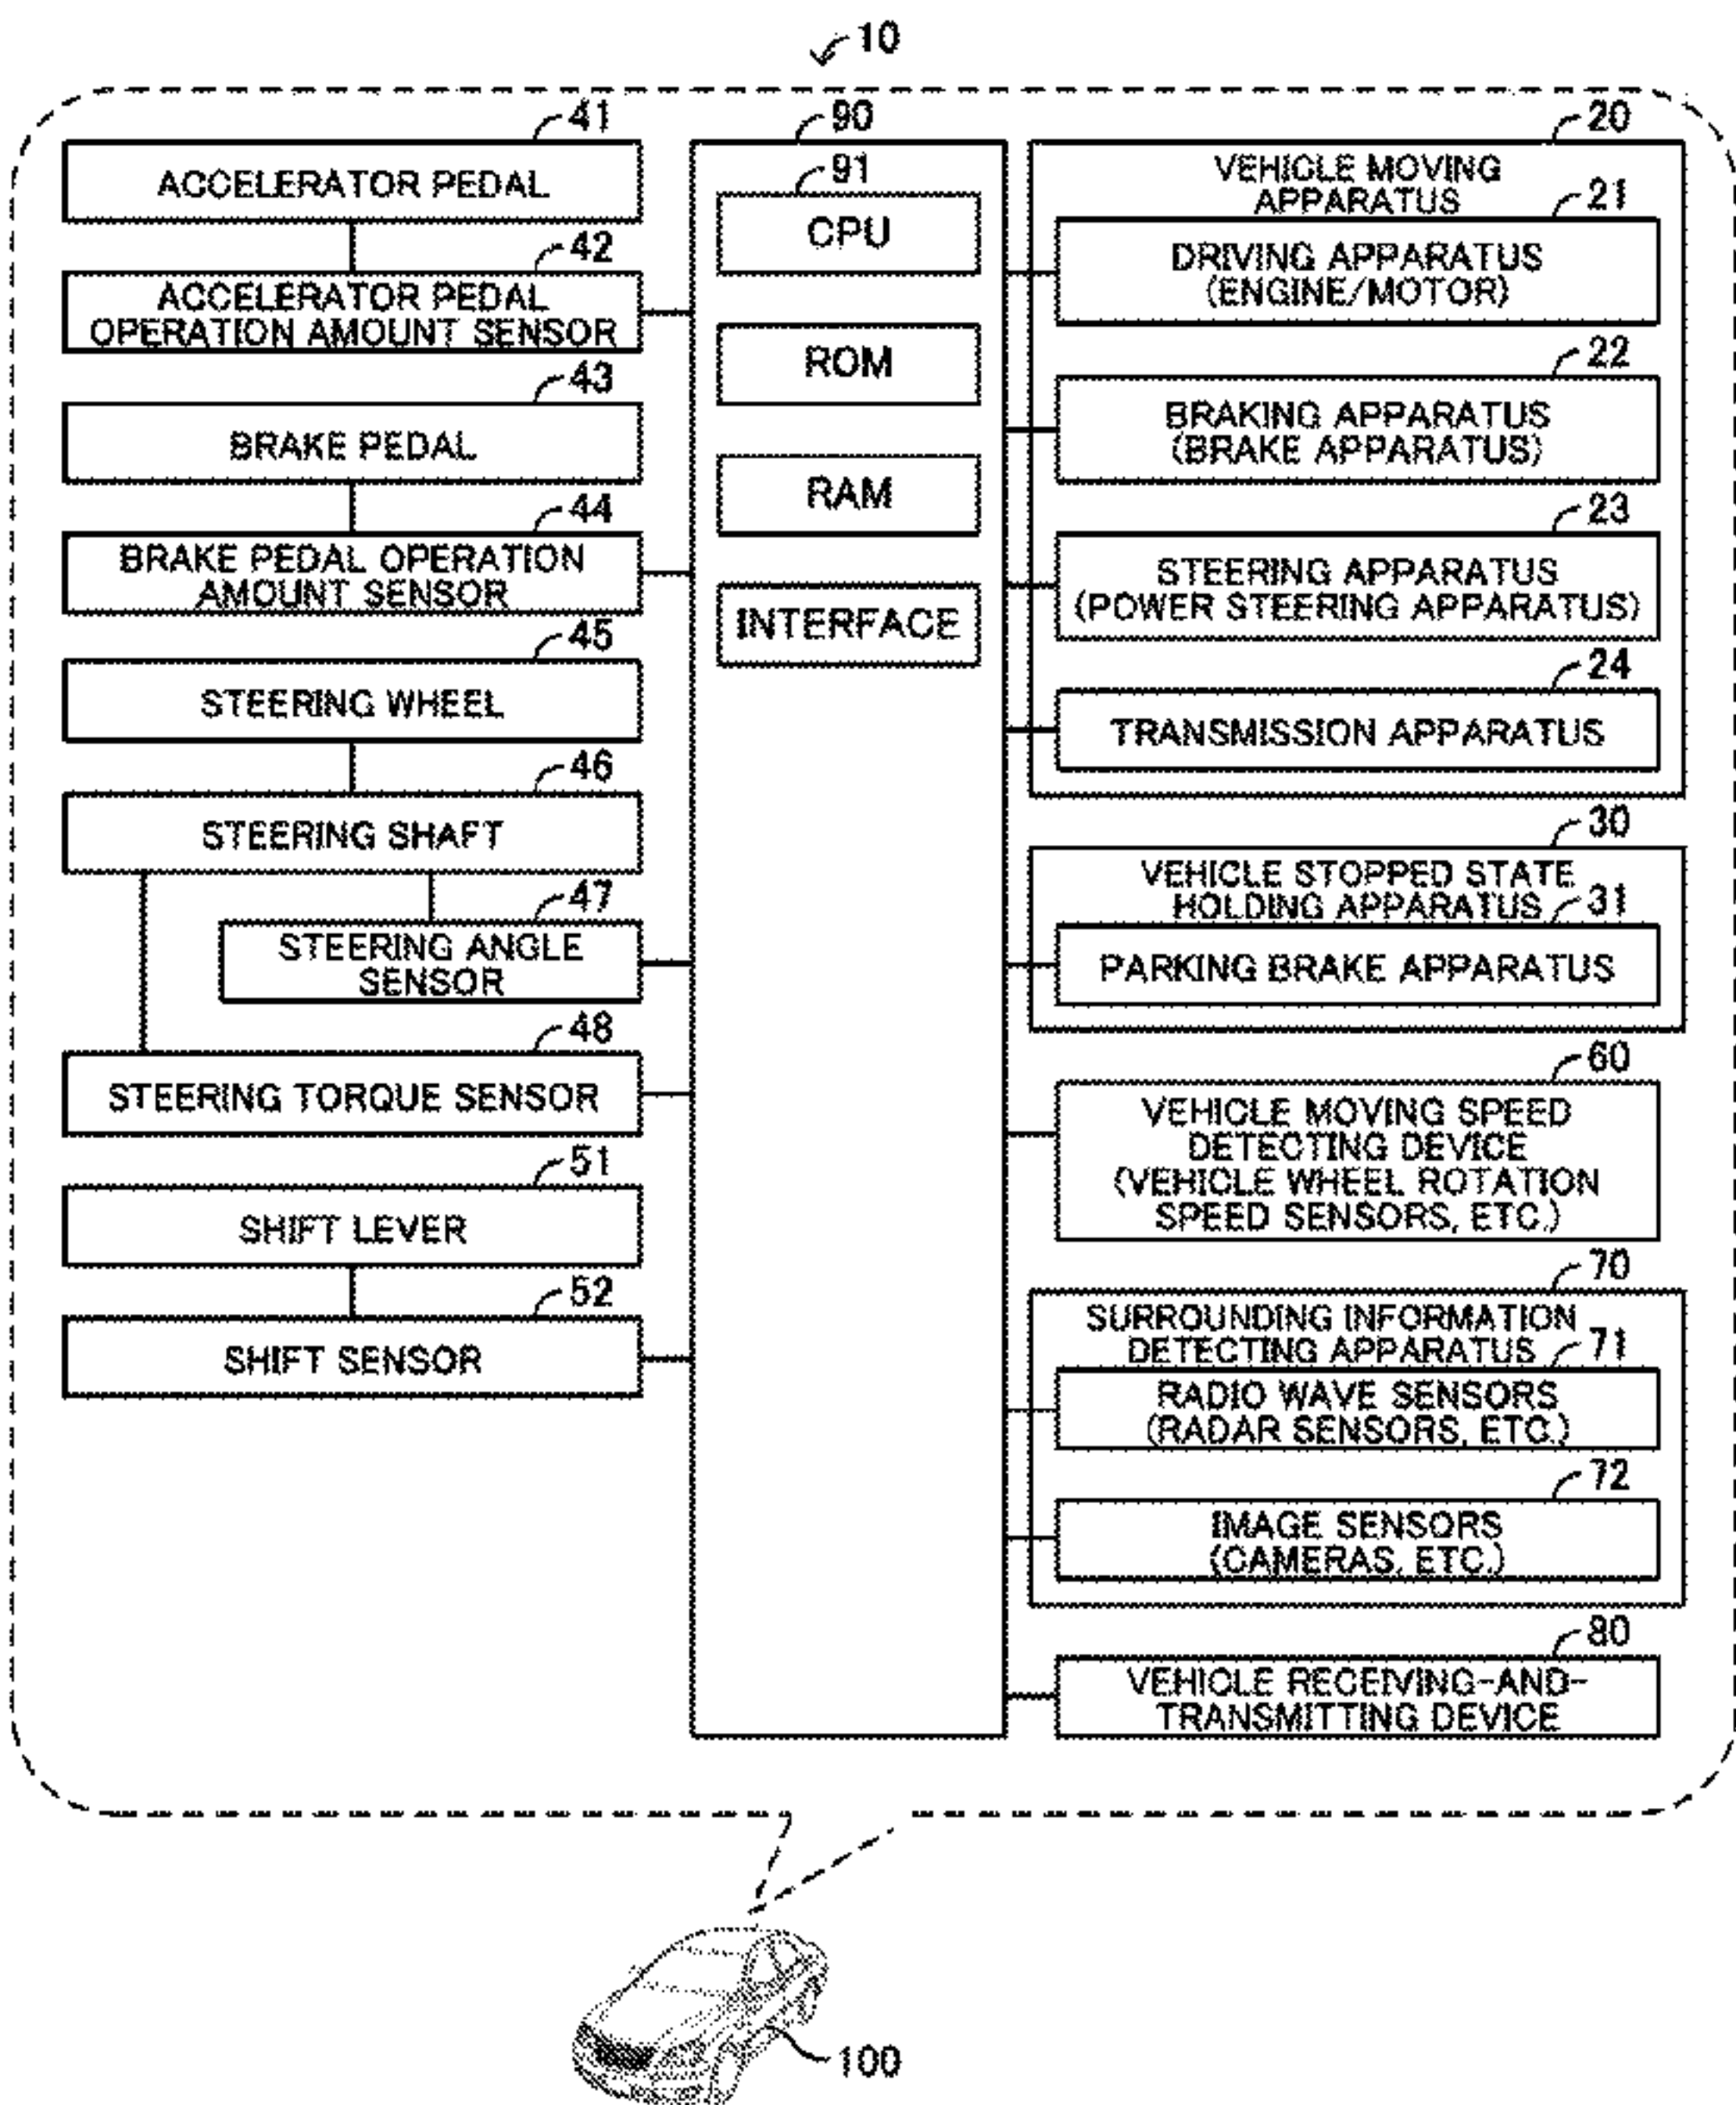 10
41
ACCELERATOR PEDAL
42
ACCELERATOR PEDAL
OPERATION AMOUNT SENSOR
43
BRAKE PEDAL
44
BRAKE PEDAL OPERATION
AMOUNT SENSOR
45
STEERING WHEEL
46
STEERING SHAFT
47
STEERING ANGLE
SENSOR
48
STEERING TORQUE SENSOR
51
SHIFT LEVER
52
SHIFT SENSOR
90
91
CPU
ROM
RAM
INTERFACE
20
VEHICLE MOVING
APPARATUS
21
DRIVING APPARATUS
(ENGINE/MOTOR)
22
BRAKING APPARATUS
(BRAKE APPARATUS)
23
STEERING APPARATUS
(POWER STEERING APPARATUS)
24
TRANSMISSION APPARATUS
30
VEHICLE STOPPED STATE
HOLDING APPARATUS
31
PARKING BRAKE APPARATUS
60
VEHICLE MOVING SPEED
DETECTING DEVICE
(VEHICLE WHEEL ROTATION
SPEED SENSORS, ETC.)
70
SURROUNDING INFORMATION
DETECTING APPARATUS
71
RADIO WAVE SENSORS
(RADAR SENSORS, ETC.)
72
IMAGE SENSORS
(CAMERAS, ETC.)
80
VEHICLE RECEIVING-AND-
TRANSMITTING DEVICE
100